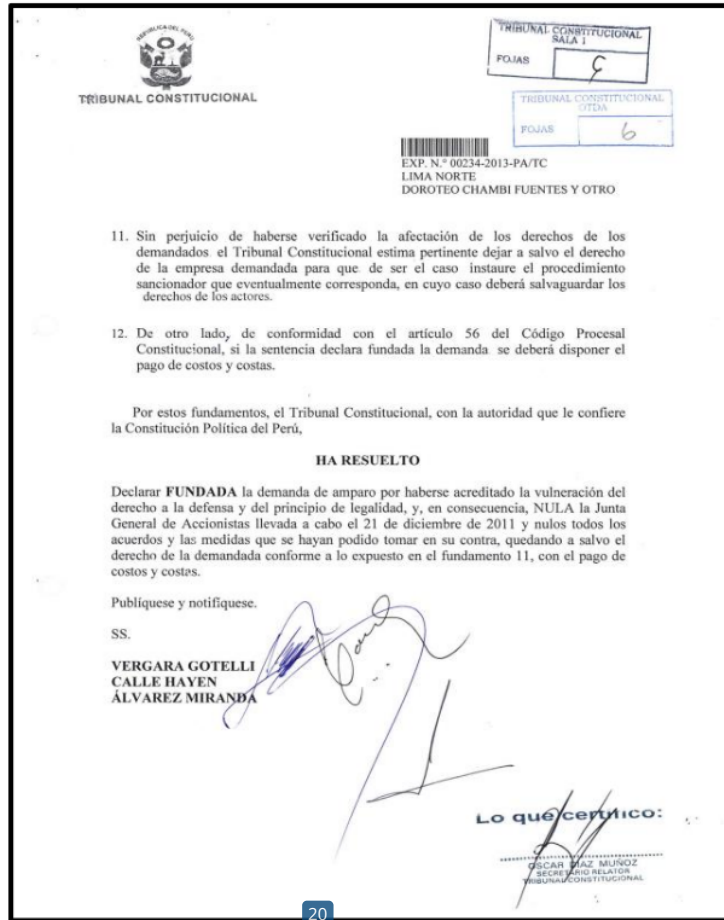 REPUBLICA DEL PERU
TRIBUNAL CONSTITUCIONAL
TRIBUNAL CONSTITUCIONAL
SALA 1
FOJAS
TRIBUNAL CONSTITUCIONAL
OTDA
FOJAS 6
EXP. N.° 00234-2013-PA/TC
LIMA NORTE
DOROTEO CHAMBI FUENTES Y OTRO
11. Sin perjuicio de haberse verificado la afectación de los derechos de los
demandados el Tribunal Constitucional estima pertinente dejar a salvo el derecho
de la empresa demandada para que de ser el caso instaure el procedimiento
sancionador que eventualmente corresponda, en cuyo caso deberá salvaguardar los
derechos de los actores.
12. De otro lado, de conformidad con el artículo 56 del Código Procesal
Constitucional, si la sentencia declara fundada la demanda se deberá disponer el
pago de costos y costas.
Por estos fundamentos, el Tribunal Constitucional, con la autoridad que le confiere
la Constitución Política del Perú,
HA RESUELTO
Declarar FUNDADA la demanda de amparo por haberse acreditado la vulneración del
derecho a la defensa y del principio de legalidad, y, en consecuencia, NULA la Junta
General de Accionistas llevada a cabo el 21 de diciembre de 2011 y nulos todos los
acuerdos y las medidas que se hayan podido tomar en su contra, quedando a salvo el
derecho de la demandada conforme a lo expuesto en el fundamento 11, con el pago de
costos y costas.
Publíquese y notifíquese.
SS.
VERGARA GOTELLI
CALLE HAYEN
ÁLVAREZ MIRANDA
Lo que certifico:
OSCAR DIAZ MUÑOZ
SECRETARIO RELATOR
TRIBUNAL CONSTITUCIONAL
20